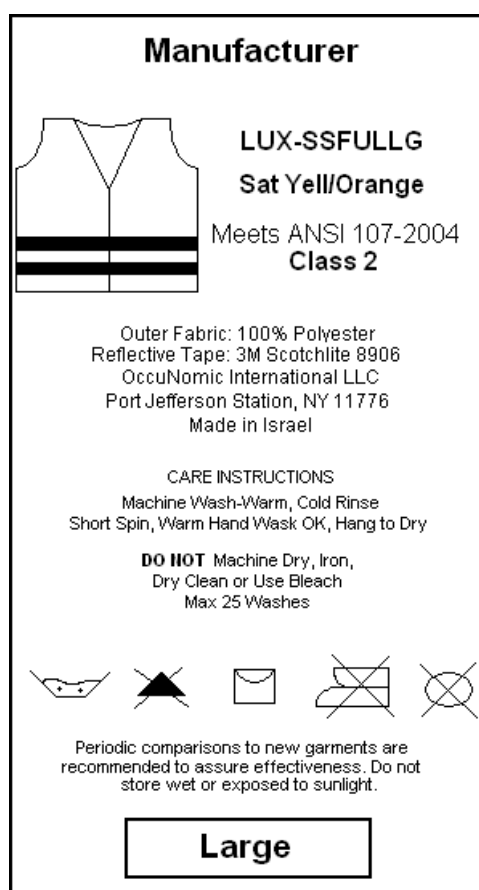 Manufacturer
LUX-SSFULLG
Sat Yell/Orange
Meets ANSI 107-2004
Class 2
Outer Fabric: 100% Polyester
Reflective Tape: 3M Scotchlite 8906
OccuNomic International LLC
Port Jefferson Station, NY 11776
Made in Israel
CARE INSTRUCTIONS
Machine Wash-Warm, Cold Rinse
Short Spin, Warm Hand Wask OK, Hang to Dry
DO NOT Machine Dry, Iron,
Dry Clean or Use Bleach
Max 25 Washes
Periodic comparisons to new garments are
recommended to assure effectiveness. Do not
store wet or exposed to sunlight.
Large